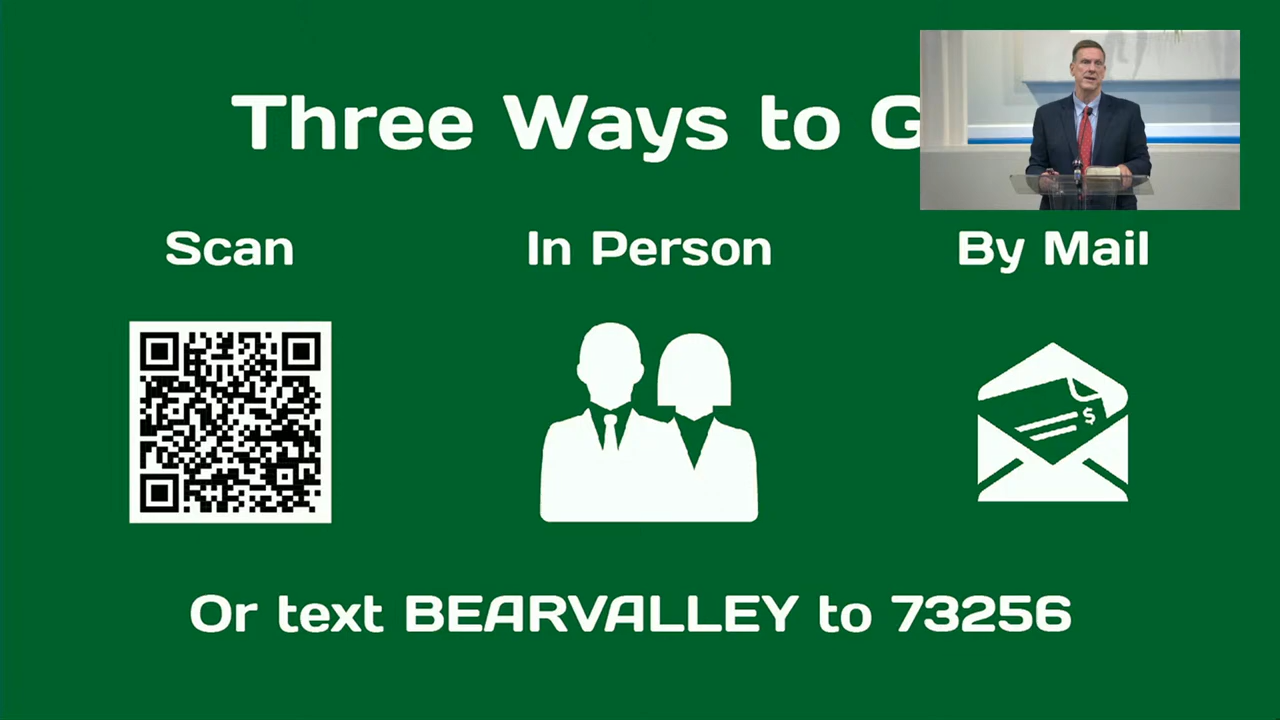 Three Ways to G
Scan
In Person
By Mail
$
Or text BEARVALLEY to 73256